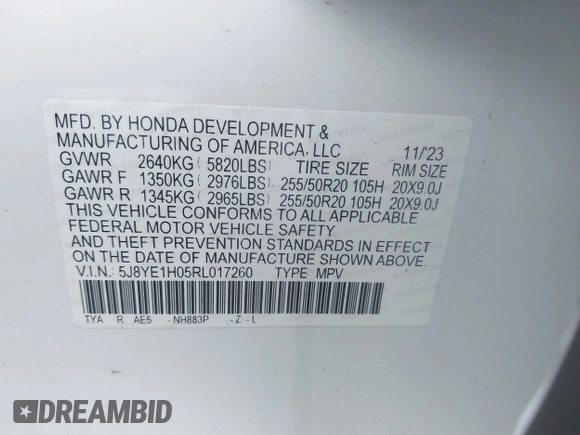 MFD. BY HONDA DEVELOPMENT &
MANUFACTURING OF AMERICA, LLC 11/'23
GVWR 2640KG ( 5820LBS) TIRE SIZE RIM SIZE
GAWR F 1350KG ( 2976LBS) 255/50R20 105H 20X9.0J
GAWR R 1345KG ( 2965LBS) 255/50R20 105H 20X9.0J
THIS VEHICLE CONFORMS TO ALL APPLICABLE
FEDERAL MOTOR VEHICLE SAFETY
AND THEFT PREVENTION STANDARDS IN EFFECT
ON THE DATE OF MANUFACTURE SHOWN ABOVE.
V.I.N.: 5J8YE1H05RL017260 TYPE MPV
TYA R AE5 - NH883P - Z - L
DREAMBID